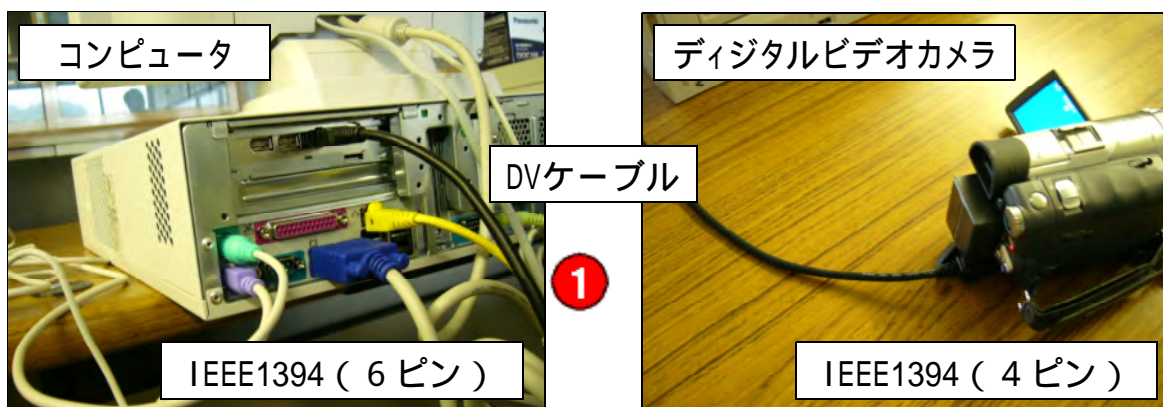 コンピュータ
ディジタルビデオカメラ
Panasonic
DVケーブル
1
IEEE1394（６ピン）
IEEE1394（４ピン）